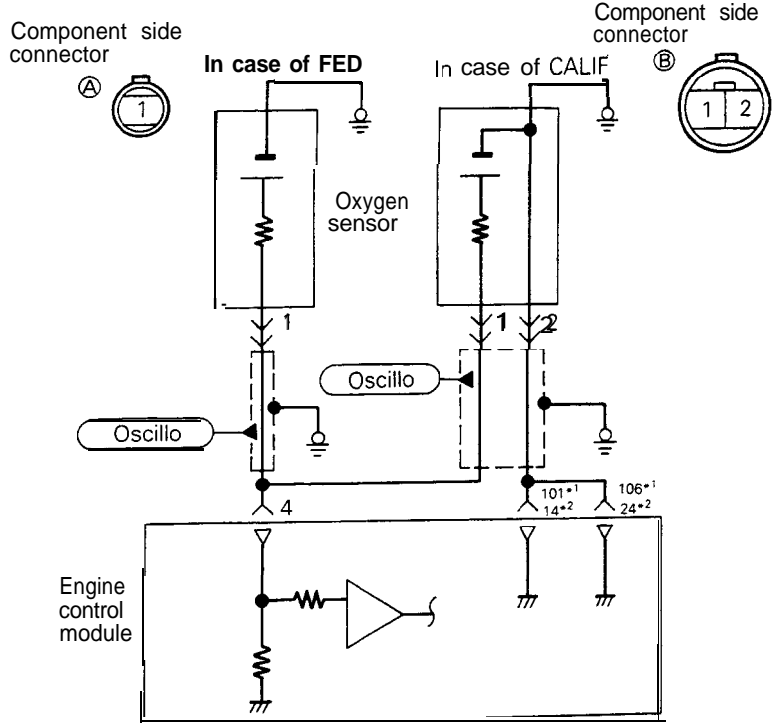 Component side
connector
Ⓐ
1
In case of FED
In case of CALIF
Component side
connector
Ⓑ
1 2
Oxygen
sensor
1
1
2
Oscillo
Oscillo
4
101*1
14*2
106*1
24*2
Engine
control
module